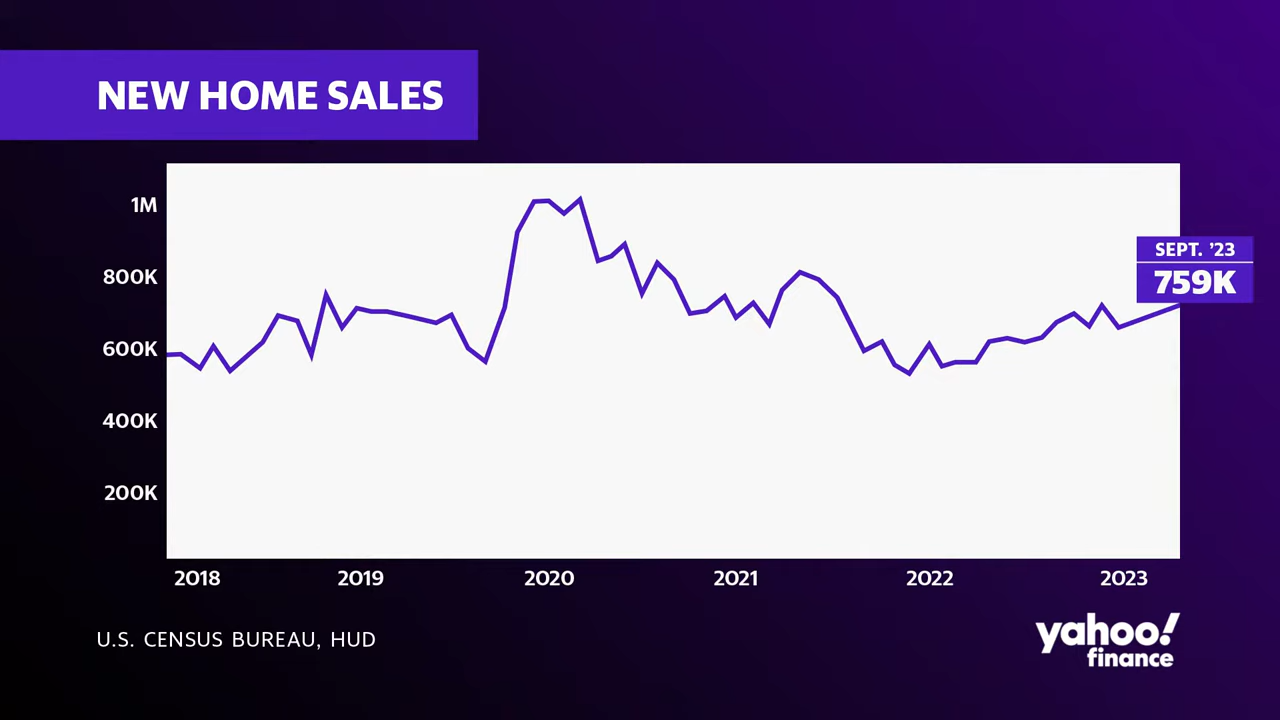 NEW HOME SALES
1M
800K
600K
400K
200K
SEPT. ’23
759K
2018 2019 2020 2021 2022 2023
U.S. CENSUS BUREAU, HUD
yahoo!
finance